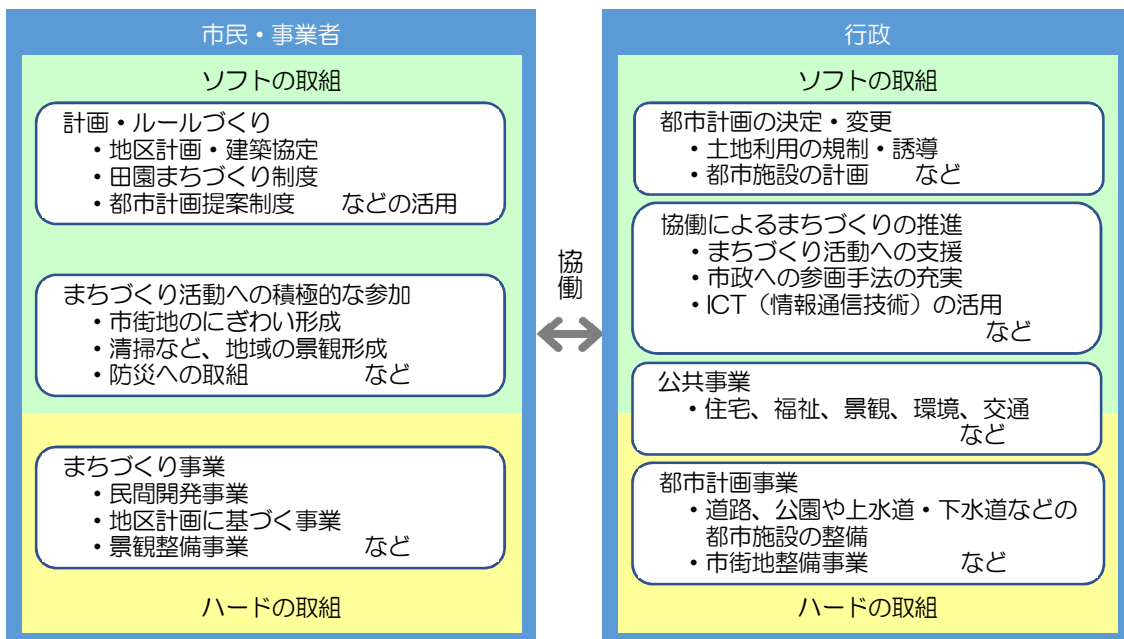 市民・事業者
ソフトの取組
計画・ルールづくり
・地区計画・建築協定
・田園まちづくり制度
・都市計画提案制度　などの活用
まちづくり活動への積極的な参加
・市街地のにぎわい形成
・清掃など、地域の景観形成
・防災への取組　など
まちづくり事業
・民間開発事業
・地区計画に基づく事業
・景観整備事業　など
ハードの取組
協働
行政
ソフトの取組
都市計画の決定・変更
・土地利用の規制・誘導
・都市施設の計画　など
協働によるまちづくりの推進
・まちづくり活動への支援
・市政への参画手法の充実
・ICT（情報通信技術）の活用
など
公共事業
・住宅、福祉、景観、環境、交通
など
都市計画事業
・道路、公園や上水道・下水道などの
都市施設の整備
・市街地整備事業　など
ハードの取組